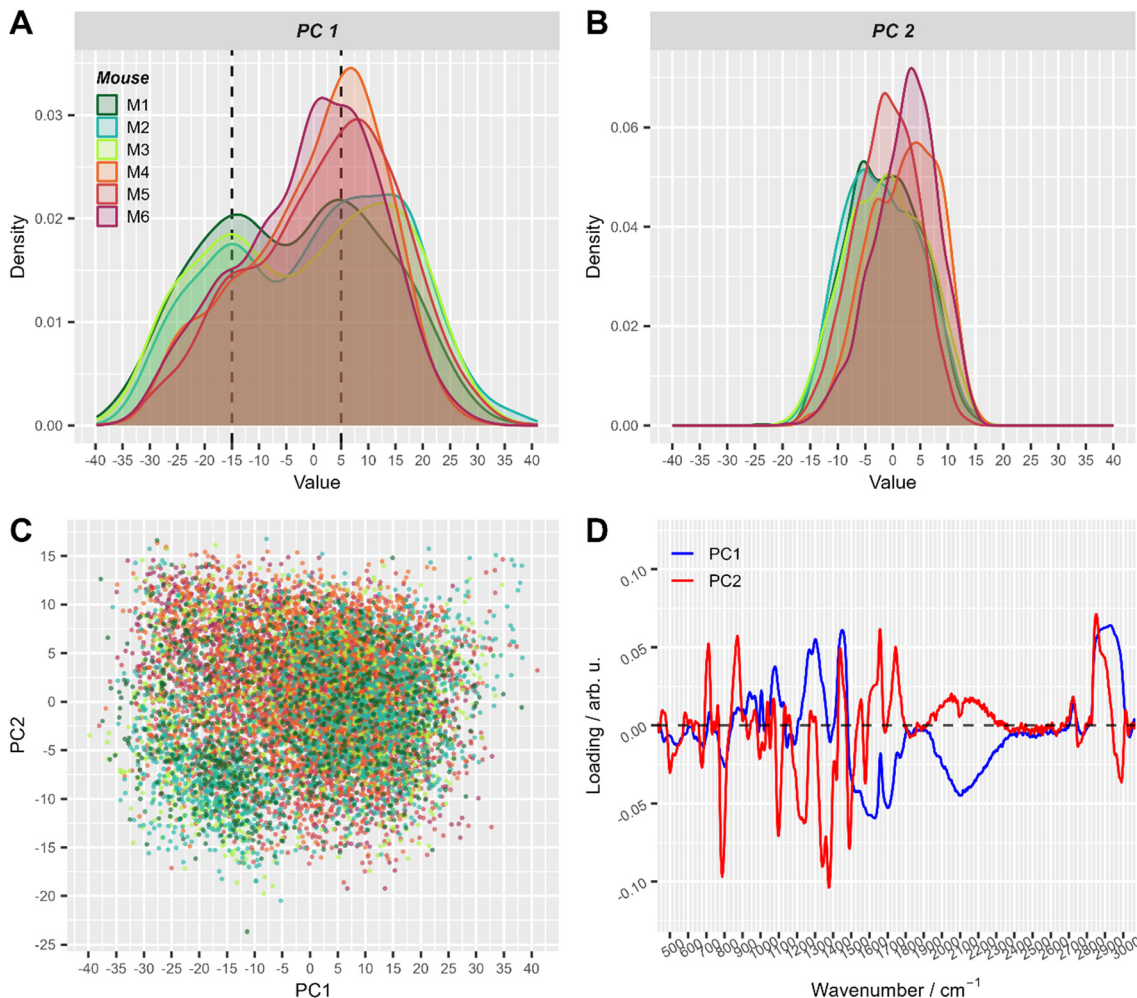 A
PC 1
Mouse
M1
M2
M3
M4
M5
M6
Density
0.03
0.02
0.01
0.00
-40 -35 -30 -25 -20 -15 -10 -5 0 5 10 15 20 25 30 35 40
Value
B
PC 2
Density
0.06
0.04
0.02
0.00
-40 -35 -30 -25 -20 -15 -10 -5 0 5 10 15 20 25 30 35 40
Value
C
PC2
15
10
5
0
-5
-10
-15
-20
-25
-40 -35 -30 -25 -20 -15 -10 -5 0 5 10 15 20 25 30 35 40
PC1
D
PC1
PC2
Loading / arb. u.
0.10
0.05
0.00
-0.05
-0.10
500 600 700 800 900 1000 1100 1200 1300 1400 1500 1600 1700 1800 1900 2000 2100 2200 2300 2400 2500 2600 2700 2800 2900 3000
Wavenumber / cm⁻¹